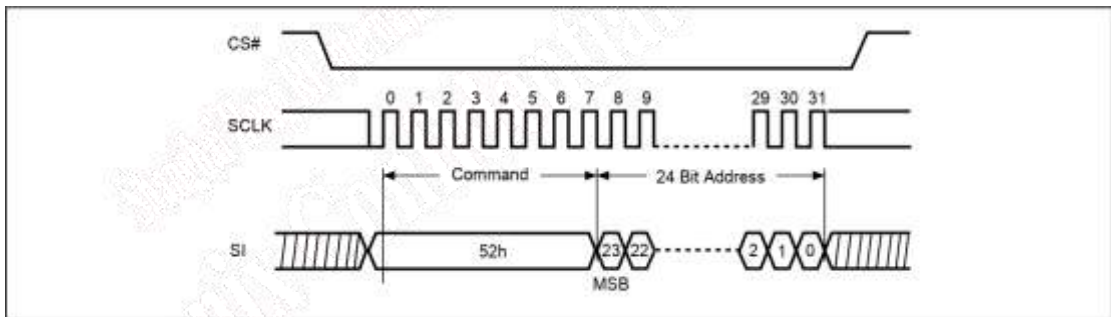 CS#
0 1 2 3 4 5 6 7 8 9 29 30 31
SCLK
Command 24 Bit Address
SI 52h 23 22 2 1 0
MSB